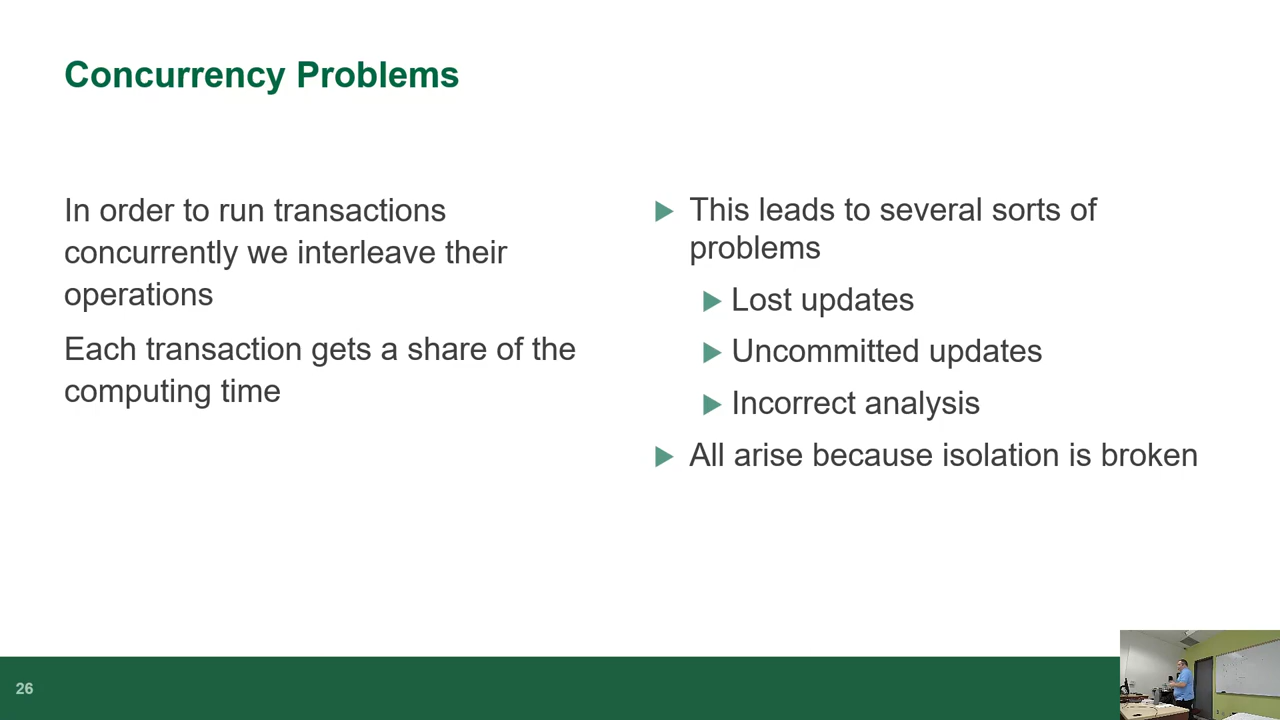 Concurrency Problems
In order to run transactions
concurrently we interleave their
operations
Each transaction gets a share of the
computing time
This leads to several sorts of
problems
Lost updates
Uncommitted updates
Incorrect analysis
All arise because isolation is broken
26